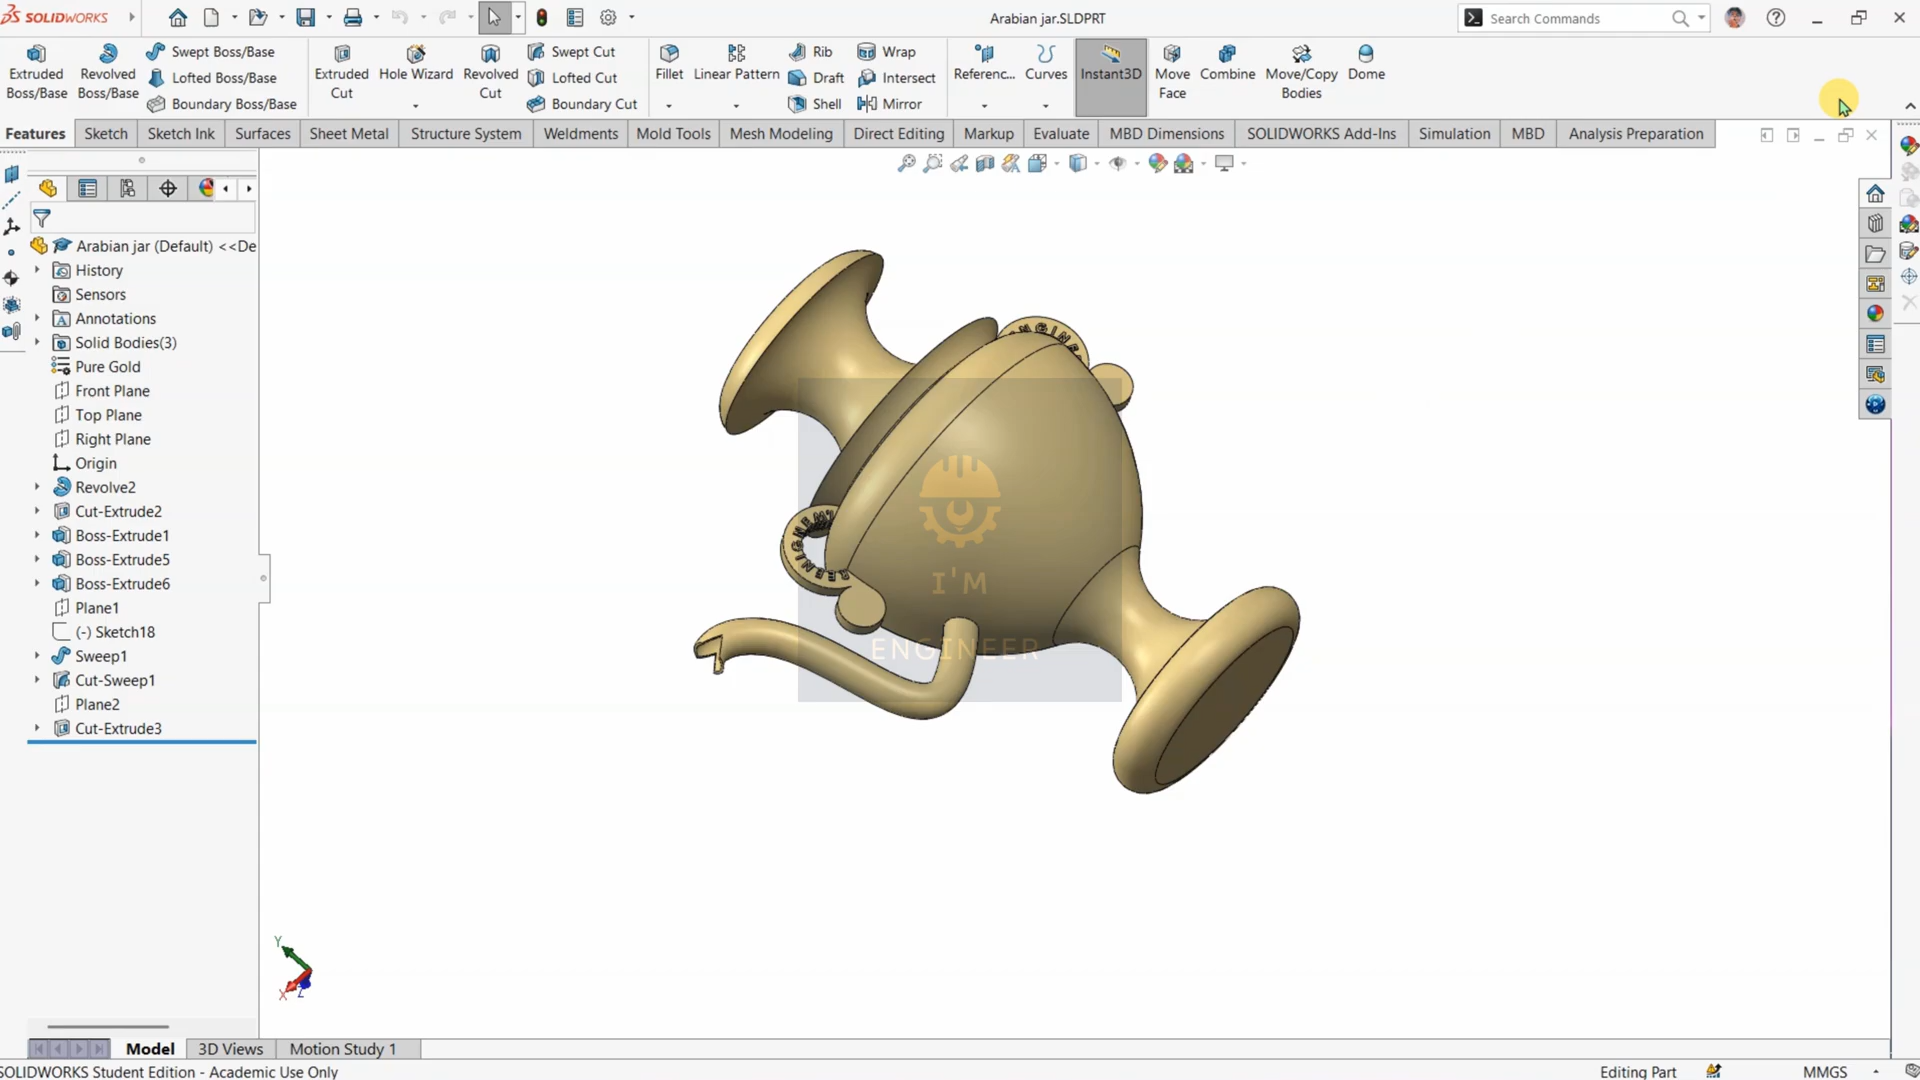 SOLIDWORKS
Arabian jar.SLDPRT
Search Commands
Extruded Boss/Base
Revolved Boss/Base
Swept Boss/Base
Lofted Boss/Base
Boundary Boss/Base
Extruded Cut
Hole Wizard
Revolved Cut
Swept Cut
Lofted Cut
Boundary Cut
Fillet
Linear Pattern
Rib
Draft
Shell
Wrap
Intersect
Mirror
Referenc...
Curves
Instant3D
Move Face
Combine
Move/Copy Bodies
Dome
Features
Sketch
Sketch Ink
Surfaces
Sheet Metal
Structure System
Weldments
Mold Tools
Mesh Modeling
Direct Editing
Markup
Evaluate
MBD Dimensions
SOLIDWORKS Add-Ins
Simulation
MBD
Analysis Preparation
Arabian jar (Default) <<De
History
Sensors
Annotations
Solid Bodies(3)
Pure Gold
Front Plane
Top Plane
Right Plane
Origin
Revolve2
Cut-Extrude2
Boss-Extrude1
Boss-Extrude5
Boss-Extrude6
Plane1
(-) Sketch18
Sweep1
Cut-Sweep1
Plane2
Cut-Extrude3
I'M
ENGINEER
Y
X
Z
Model
3D Views
Motion Study 1
SOLIDWORKS Student Edition - Academic Use Only
Editing Part
MMGS